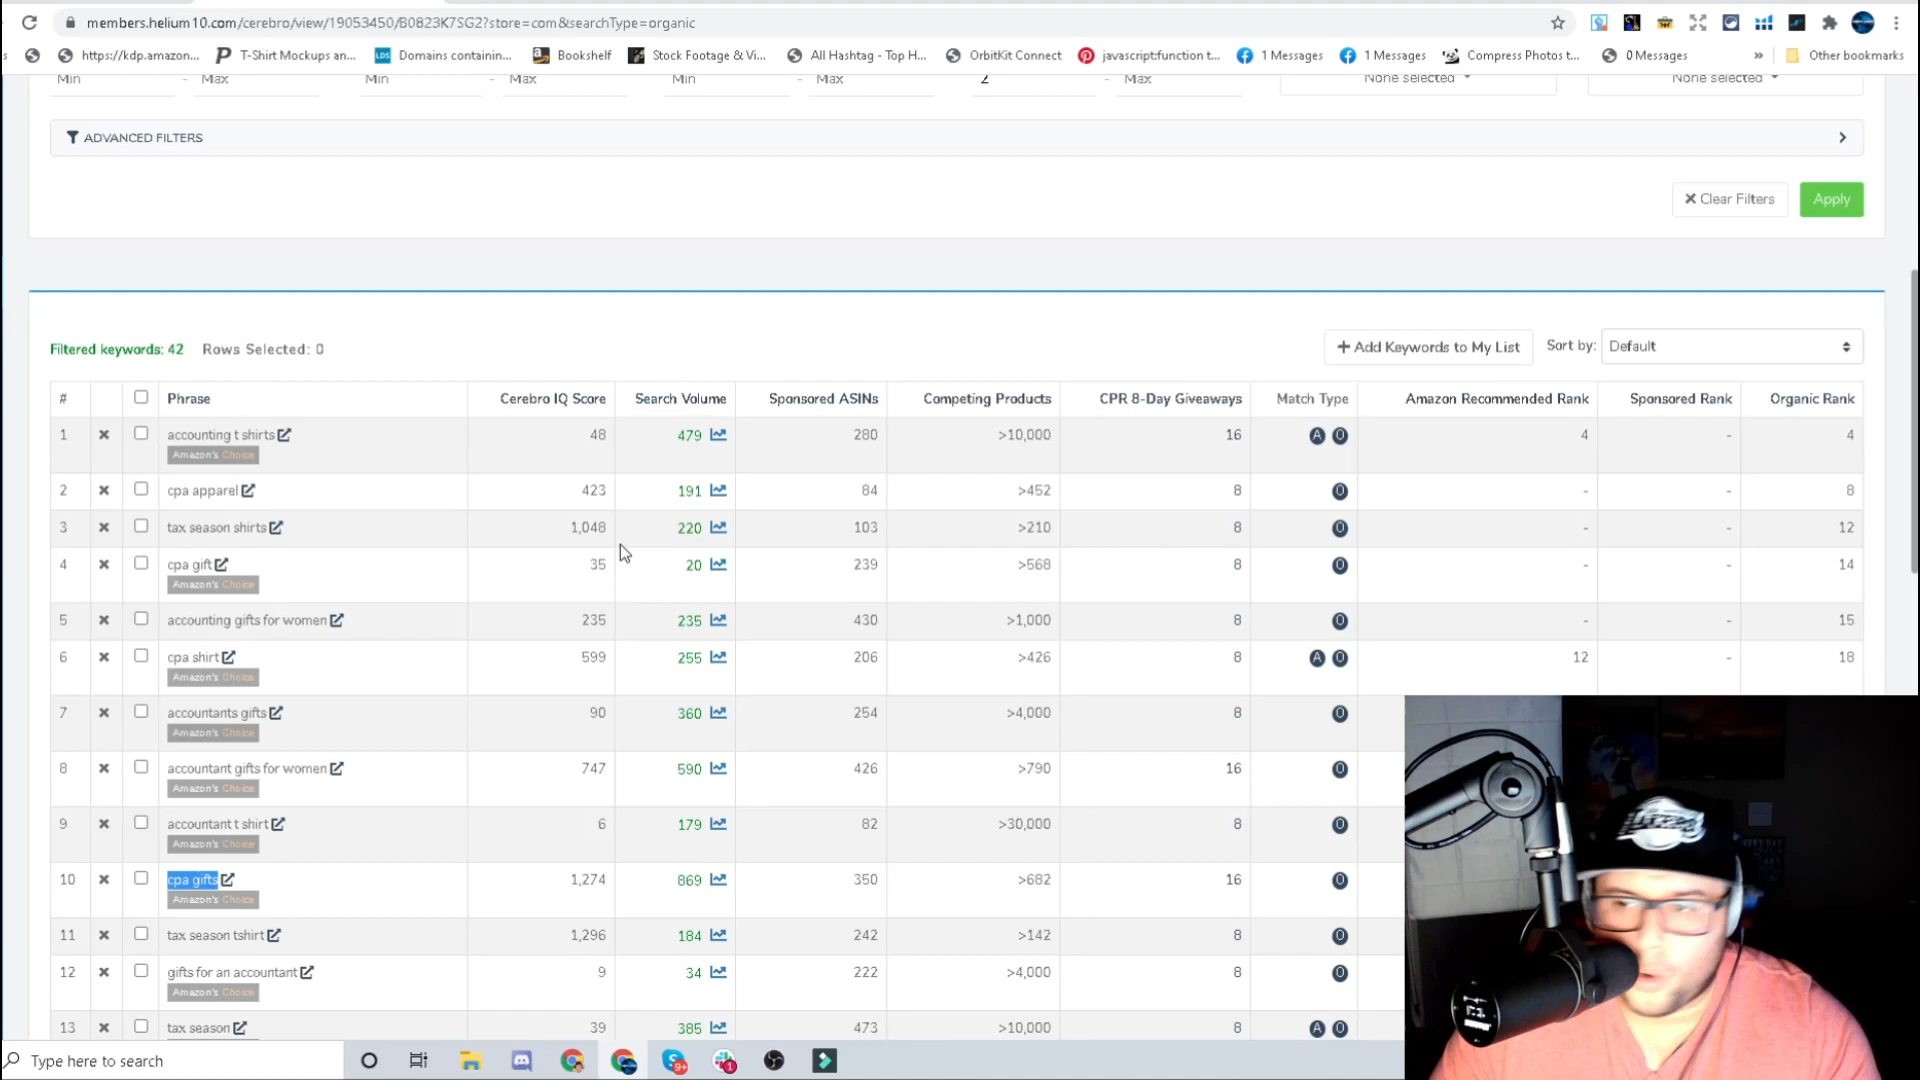 members.helium10.com/cerebro/view/19053450/B0823K7SG2?store=com&searchType=organic
s https://kdp.amazon... T-Shirt Mockups an... LDS Domains containin... Bookshelf Stock Footage & Vi... All Hashtag - Top H... OrbitKit Connect javascript:function t... 1 Messages 1 Messages Compress Photos t... 0 Messages » Other bookmarks
Min - Max Min - Max Min - Max 2 - Max None selected None selected
ADVANCED FILTERS
Clear Filters Apply
Filtered keywords: 42 Rows Selected: 0 + Add Keywords to My List Sort by: Default
# Phrase Cerebro IQ Score Search Volume Sponsored ASINs Competing Products CPR 8-Day Giveaways Match Type Amazon Recommended Rank Sponsored Rank Organic Rank
1 accounting t shirts 48 479 280 >10,000 16 A O 4 - 4
Amazon's Choice
2 cpa apparel 423 191 84 >452 8 O - - 8
3 tax season shirts 1,048 220 103 >210 8 O - - 12
4 cpa gift 35 20 239 >568 8 O - - 14
Amazon's Choice
5 accounting gifts for women 235 235 430 >1,000 8 O - - 15
6 cpa shirt 599 255 206 >426 8 A O 12 - 18
Amazon's Choice
7 accountants gifts 90 360 254 >4,000 8 O
Amazon's Choice
8 accountant gifts for women 747 590 426 >790 16 O
Amazon's Choice
9 accountant t shirt 6 179 82 >30,000 8 O
Amazon's Choice
10 cpa gifts 1,274 869 350 >682 16 O
Amazon's Choice
11 tax season tshirt 1,296 184 242 >142 8 O
12 gifts for an accountant 9 34 222 >4,000 8 O
Amazon's Choice
13 tax season 39 385 473 >10,000 8 A O
Type here to search 9+ 1